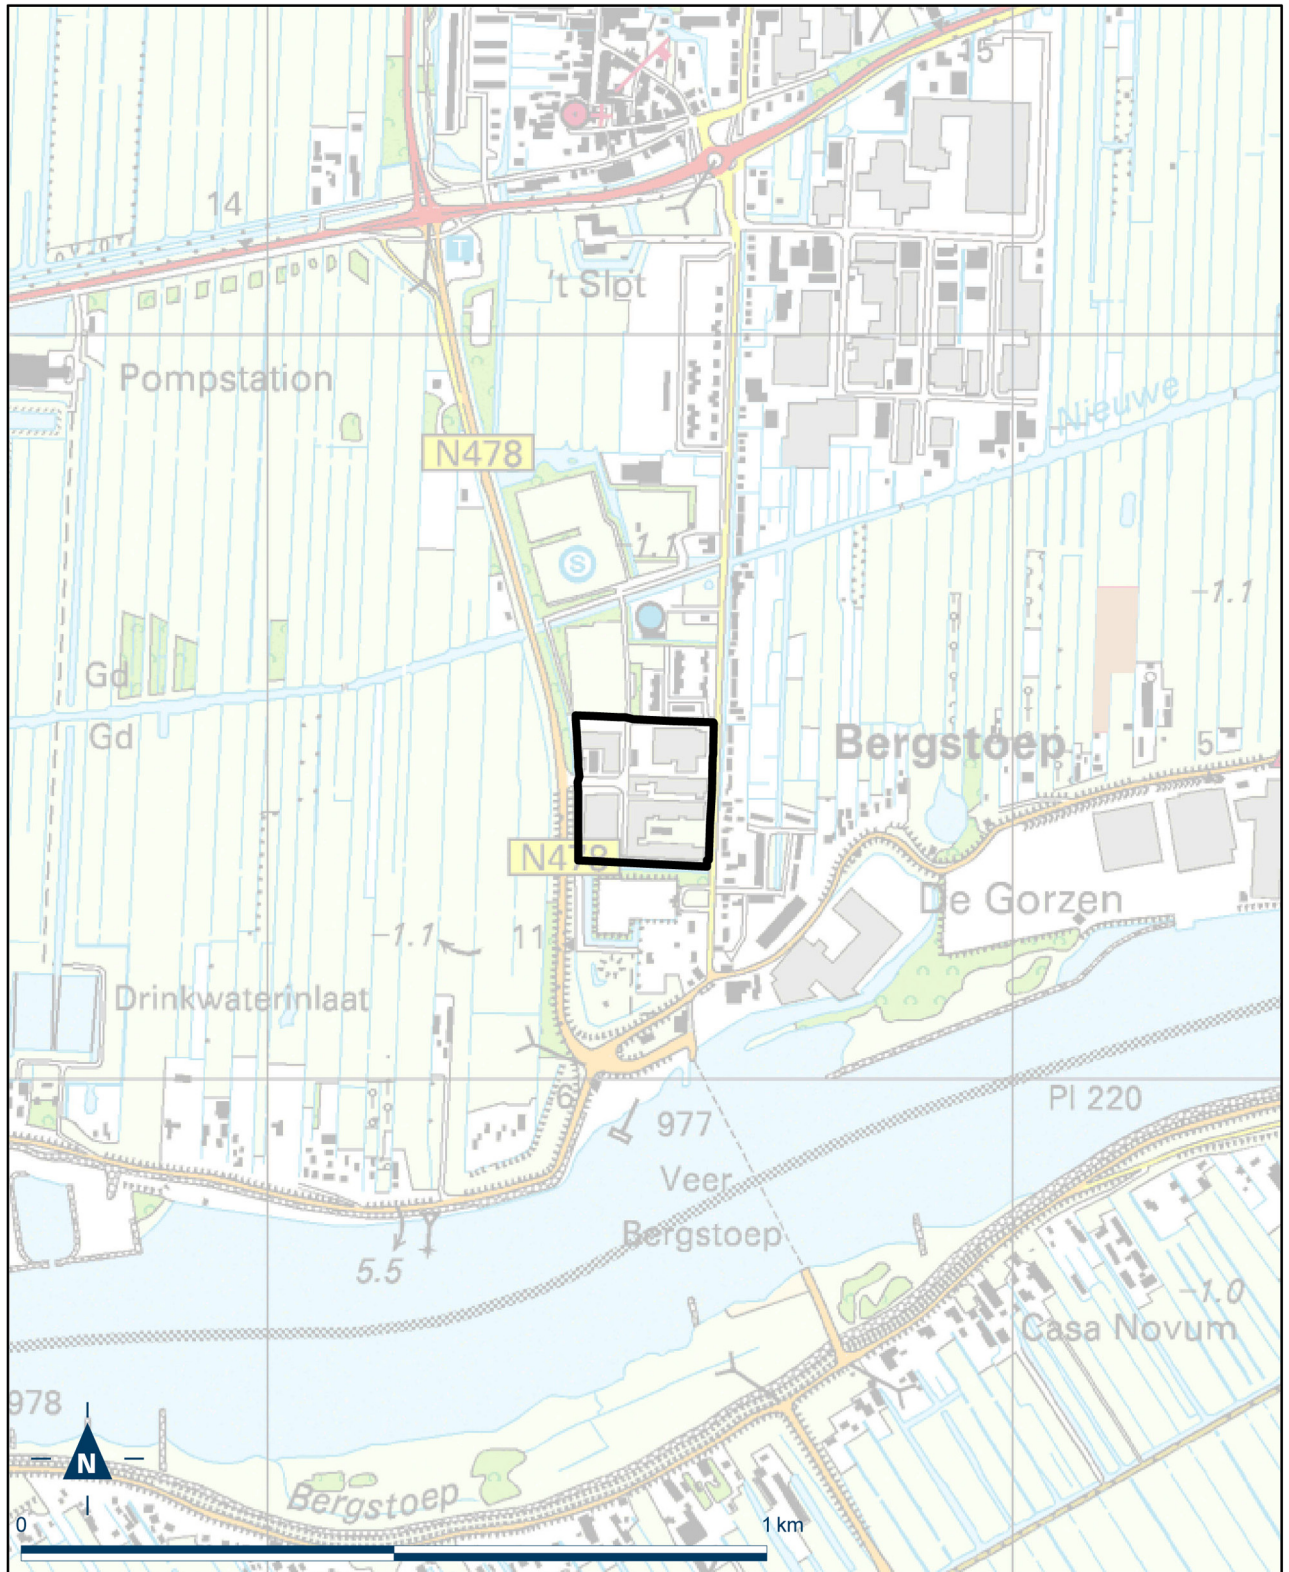 15
14
T
't Slot
Pompstation
Nieuwe
N478
-1.1
S
-1.1
Gd
Gd
Bergstoep
5
N478
De Gorzen
-1.1
11
Drinkwaterinlaat
6
Pl 220
977
Veer
Bergstoep
5.5
-1.0
Casa Novum
978
N
Bergstoep
0
1 km